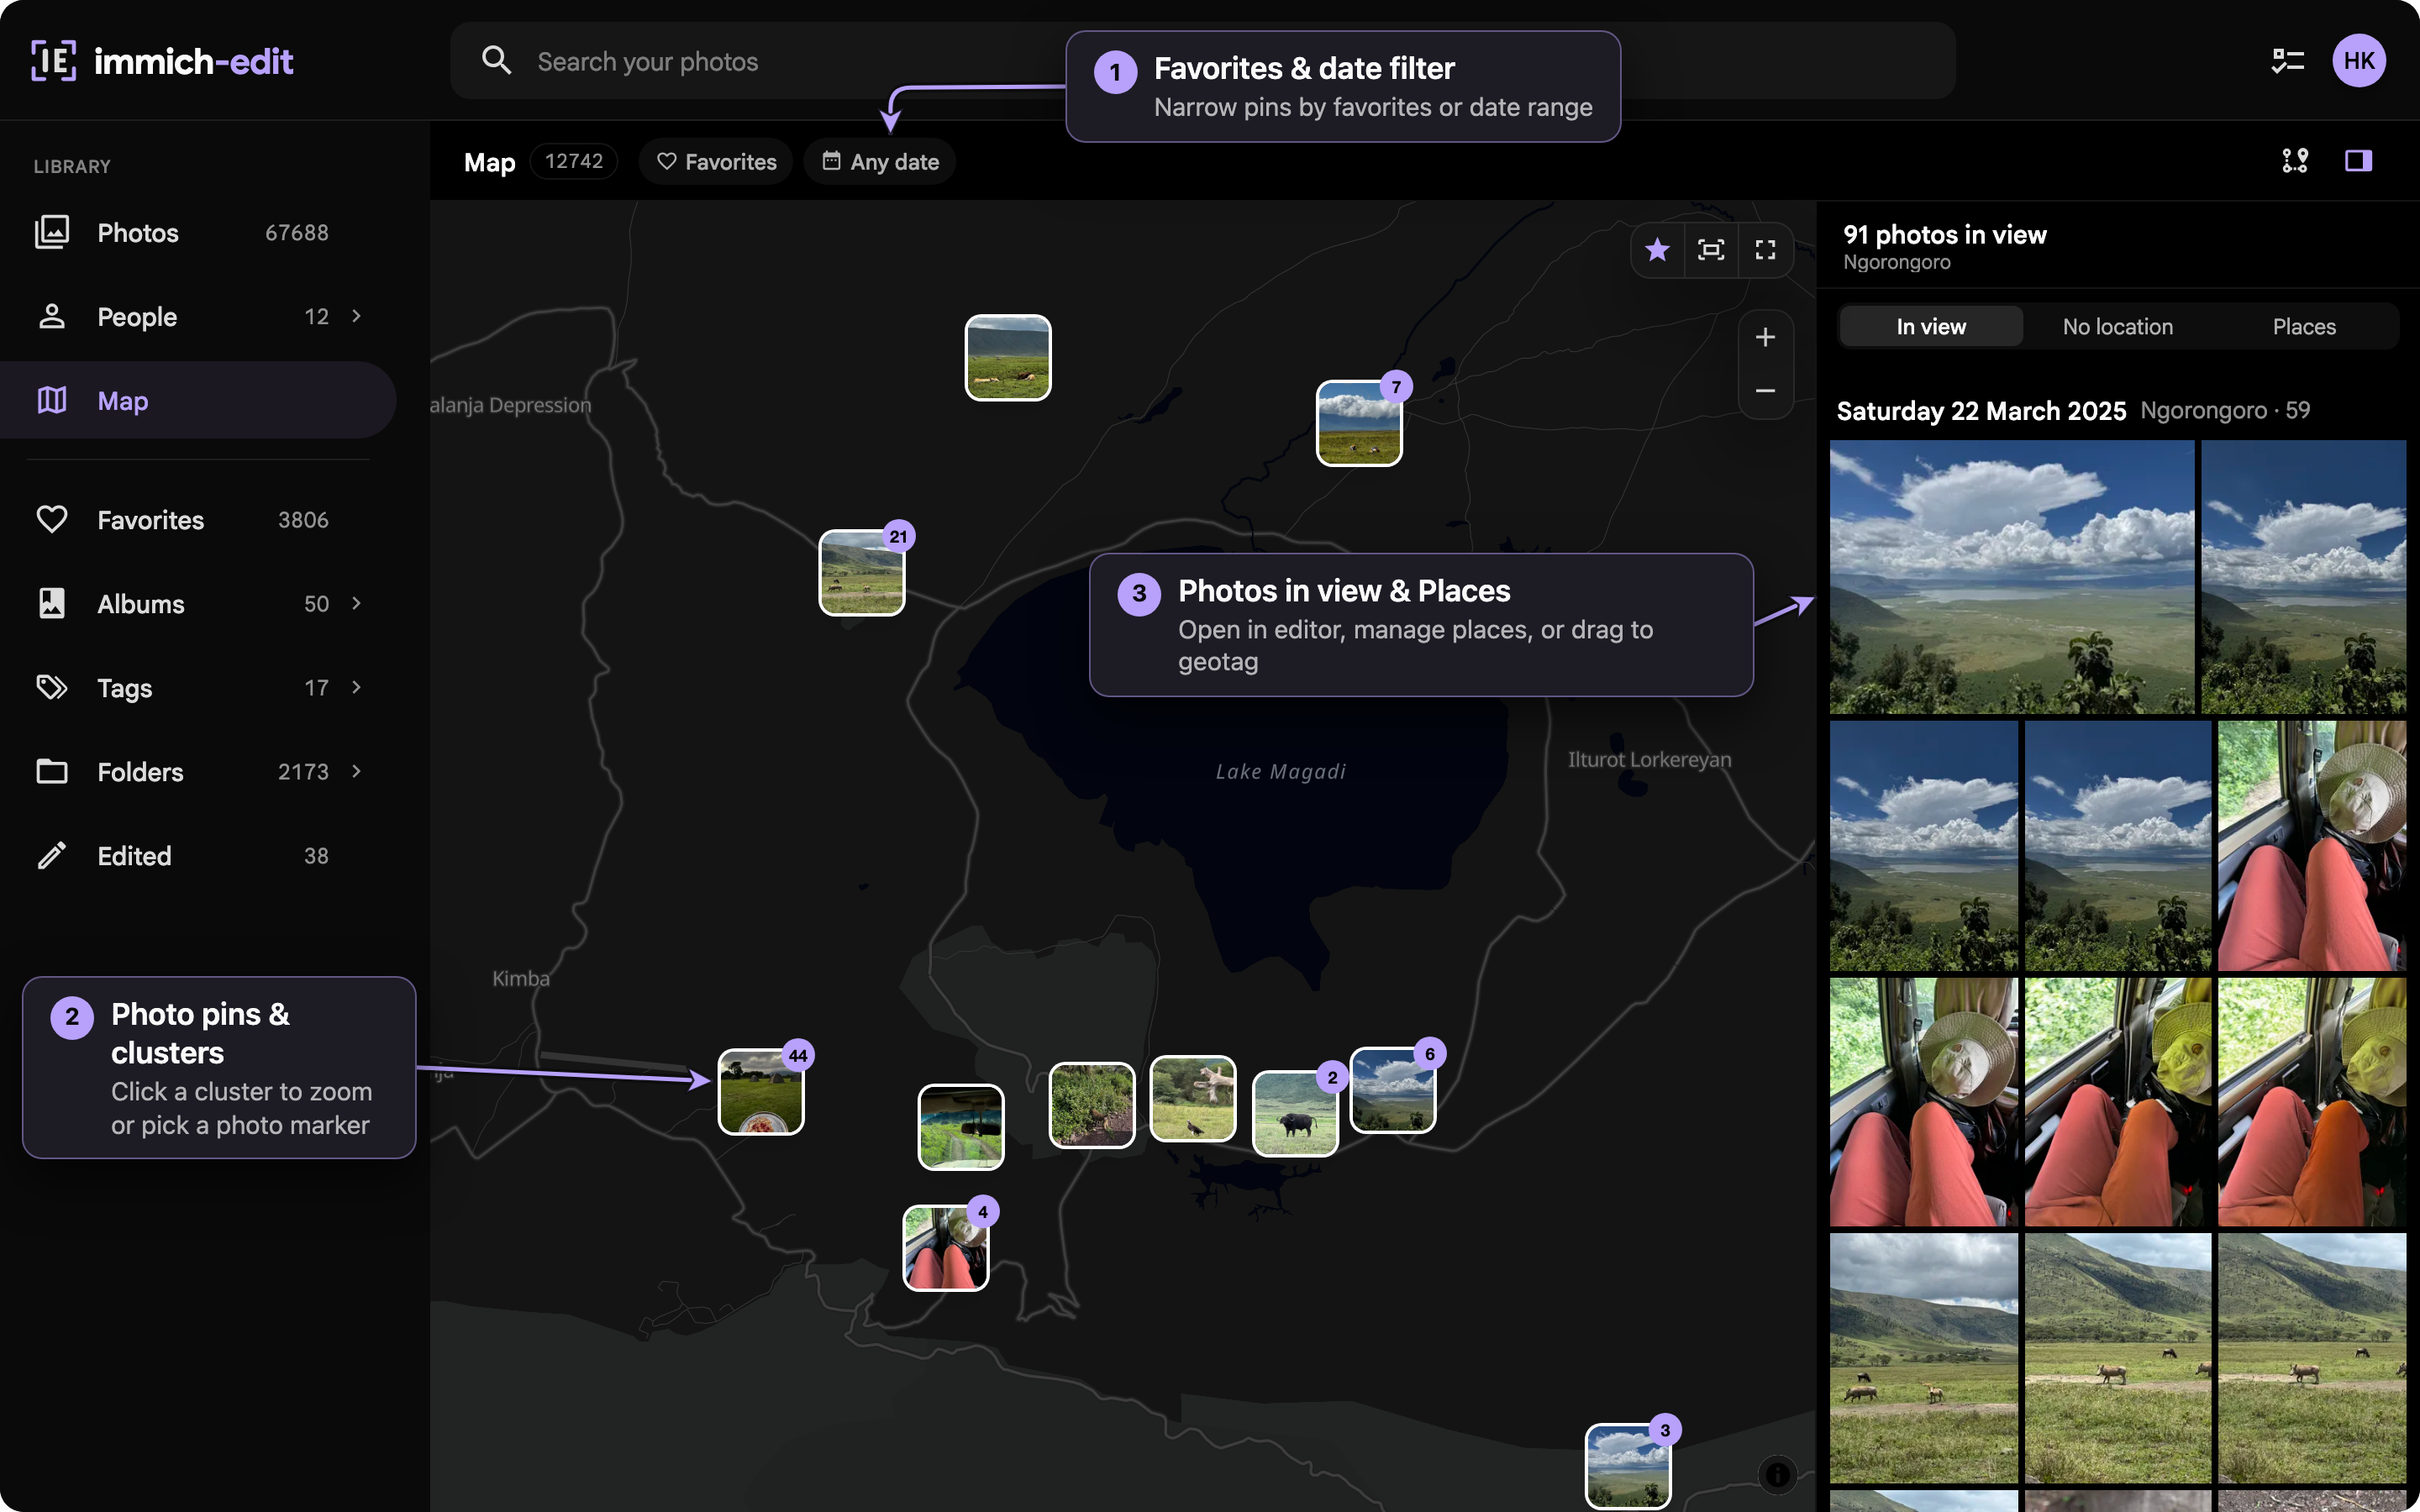 IE immich-edit
Search your photos
1 Favorites & date filter
Narrow pins by favorites or date range
HK
LIBRARY
Photos 67688
People 12
Map
Favorites 3806
Albums 50
Tags 17
Folders 2173
Edited 38
2 Photo pins &
clusters
Click a cluster to zoom
or pick a photo marker
Map 12742 Favorites Any date
alanja Depression
7
21
3 Photos in view & Places
Open in editor, manage places, or drag to
geotag
Lake Magadi
Ilturot Lorkereyan
Kimba
44
2
6
4
3
91 photos in view
Ngorongoro
In view No location Places
Saturday 22 March 2025 Ngorongoro · 59